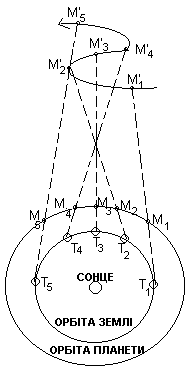 M'5
M'3
M'4
M'2
M'1
M5 M4 M3 M2 M1
T5 T4 T3 T2 T1
СОНЦЕ
ОРБІТА ЗЕМЛІ
ОРБІТА ПЛАНЕТИ